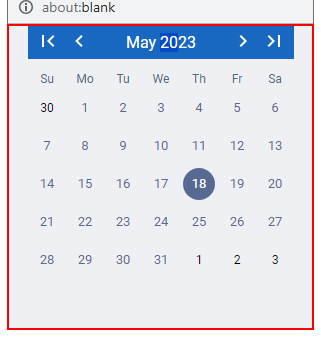 about:blank
May 2023
Su Mo Tu We Th Fr Sa
30 1 2 3 4 5 6
7 8 9 10 11 12 13
14 15 16 17 18 19 20
21 22 23 24 25 26 27
28 29 30 31 1 2 3